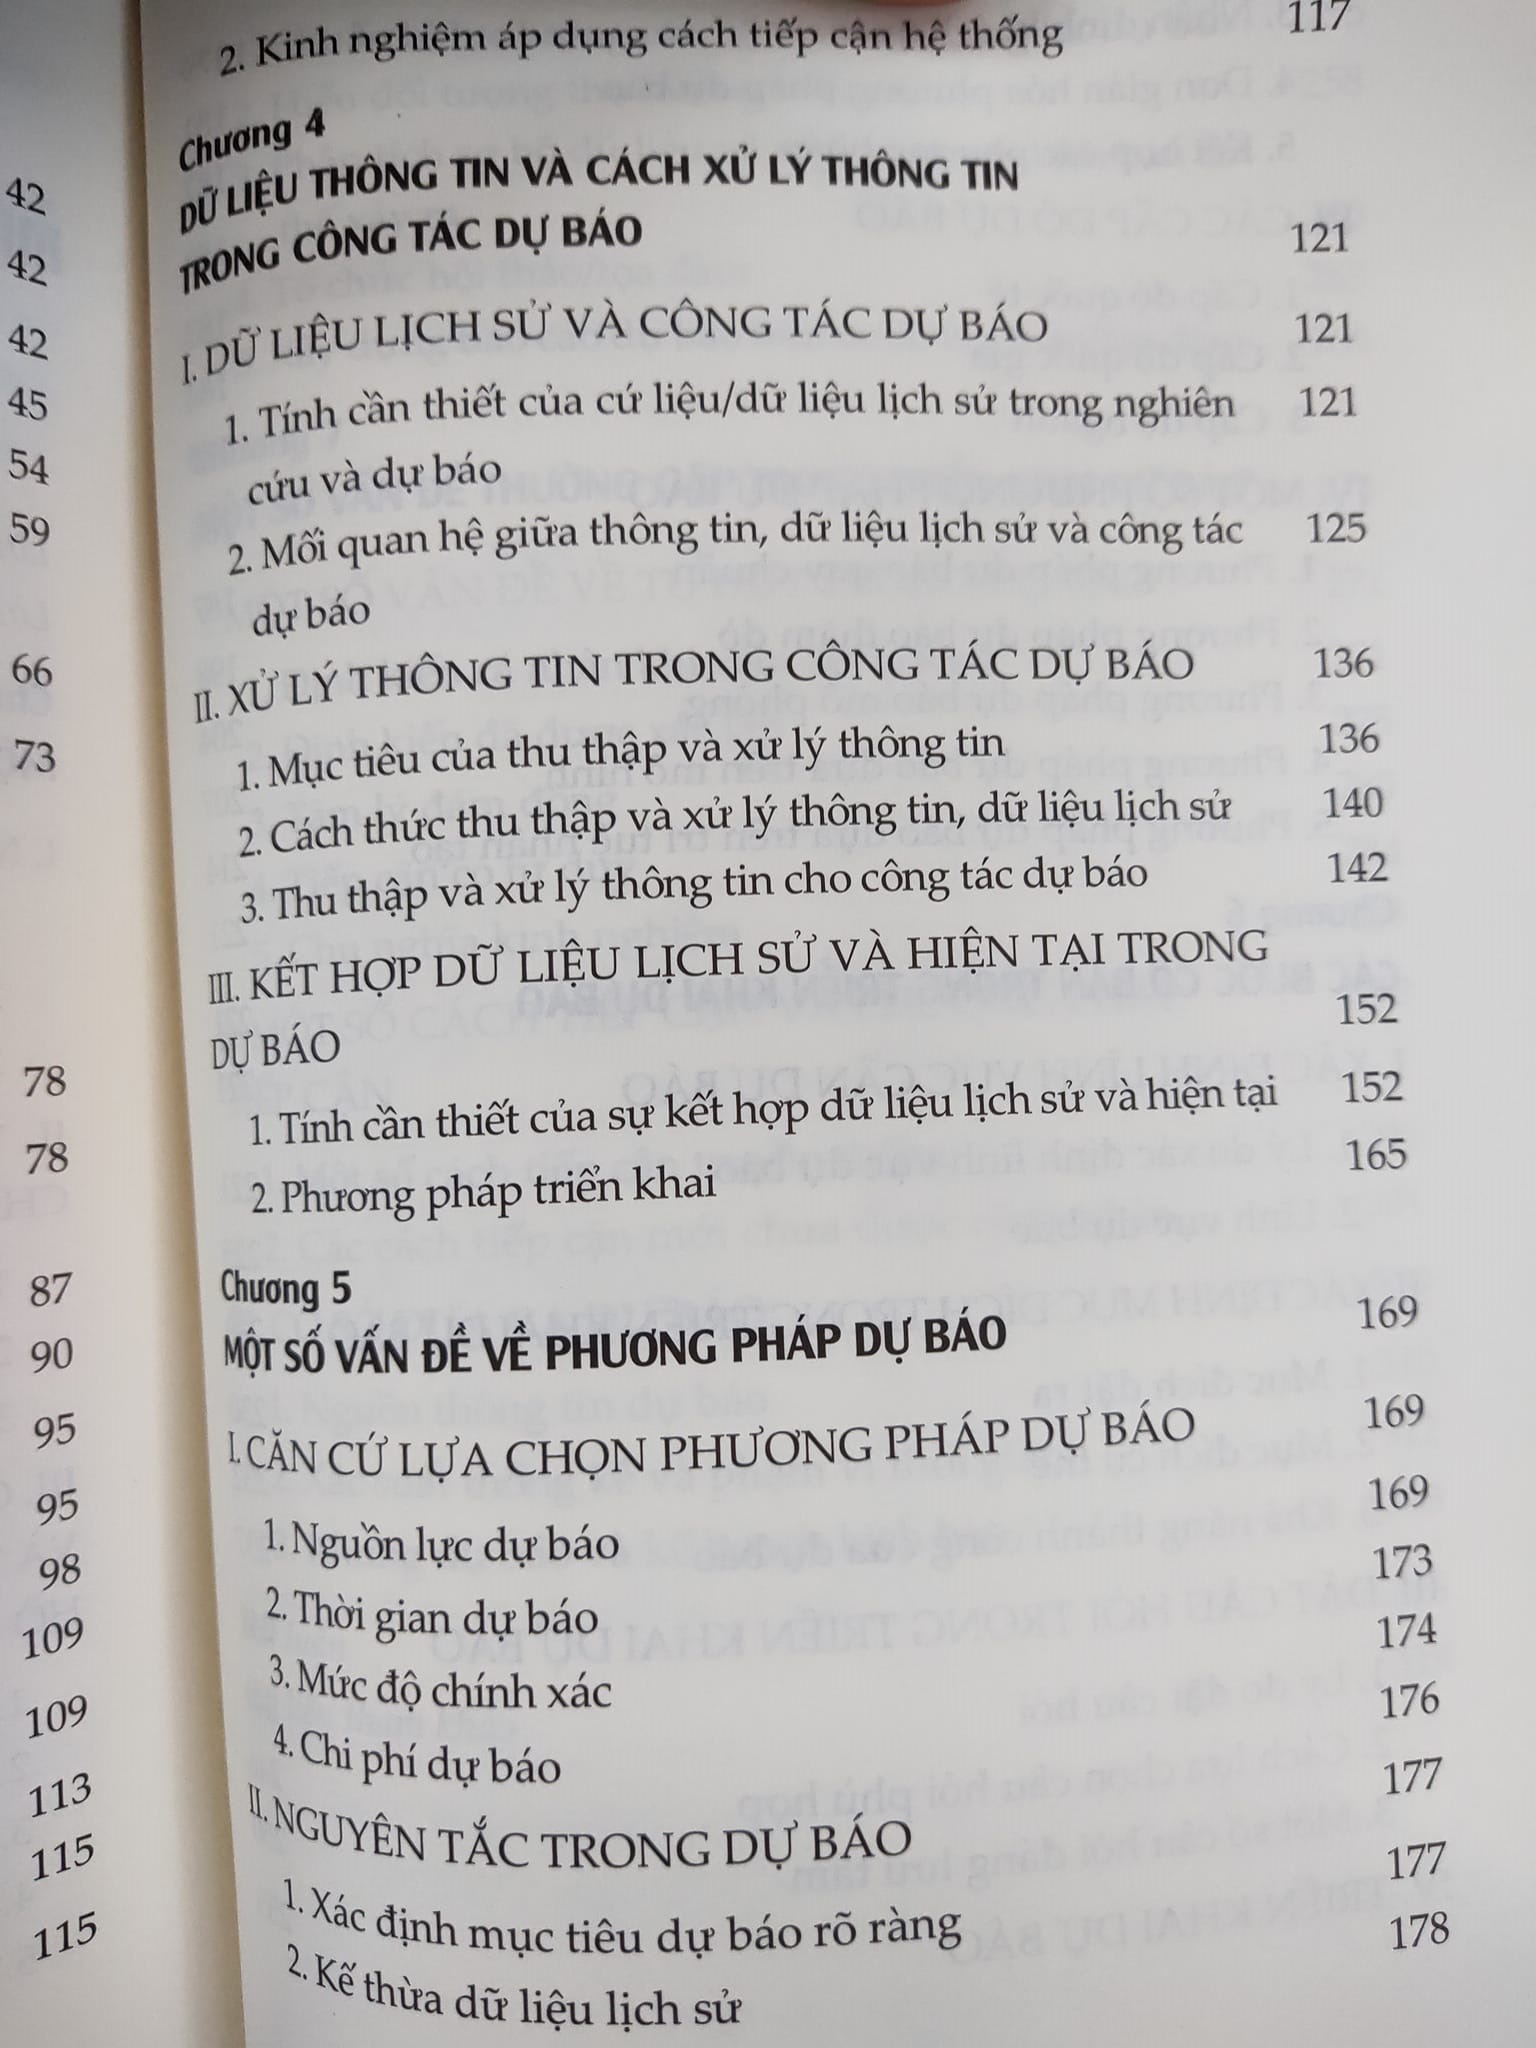 42
42
42
45
54
59
66
73
78
78
87
90
95
95
98
109
109
113
115
115
2. Kinh nghiệm áp dụng cách tiếp cận hệ thống 117
Chương 4
DỮ LIỆU THÔNG TIN VÀ CÁCH XỬ LÝ THÔNG TIN
TRONG CÔNG TÁC DỰ BÁO 121
I. DỮ LIỆU LỊCH SỬ VÀ CÔNG TÁC DỰ BÁO 121
1. Tính cần thiết của cứ liệu/dữ liệu lịch sử trong nghiên 121
cứu và dự báo
2. Mối quan hệ giữa thông tin, dữ liệu lịch sử và công tác 125
dự báo
II. XỬ LÝ THÔNG TIN TRONG CÔNG TÁC DỰ BÁO 136
1. Mục tiêu của thu thập và xử lý thông tin 136
2. Cách thức thu thập và xử lý thông tin, dữ liệu lịch sử 140
3. Thu thập và xử lý thông tin cho công tác dự báo 142
III. KẾT HỢP DỮ LIỆU LỊCH SỬ VÀ HIỆN TẠI TRONG
DỰ BÁO 152
1. Tính cần thiết của sự kết hợp dữ liệu lịch sử và hiện tại 152
2. Phương pháp triển khai 165
Chương 5
MỘT SỐ VẤN ĐỀ VỀ PHƯƠNG PHÁP DỰ BÁO 169
I. CĂN CỨ LỰA CHỌN PHƯƠNG PHÁP DỰ BÁO 169
1. Nguồn lực dự báo 169
2. Thời gian dự báo 173
3. Mức độ chính xác 174
4. Chi phí dự báo 176
II. NGUYÊN TẮC TRONG DỰ BÁO 177
1. Xác định mục tiêu dự báo rõ ràng 177
2. Kế thừa dữ liệu lịch sử 178